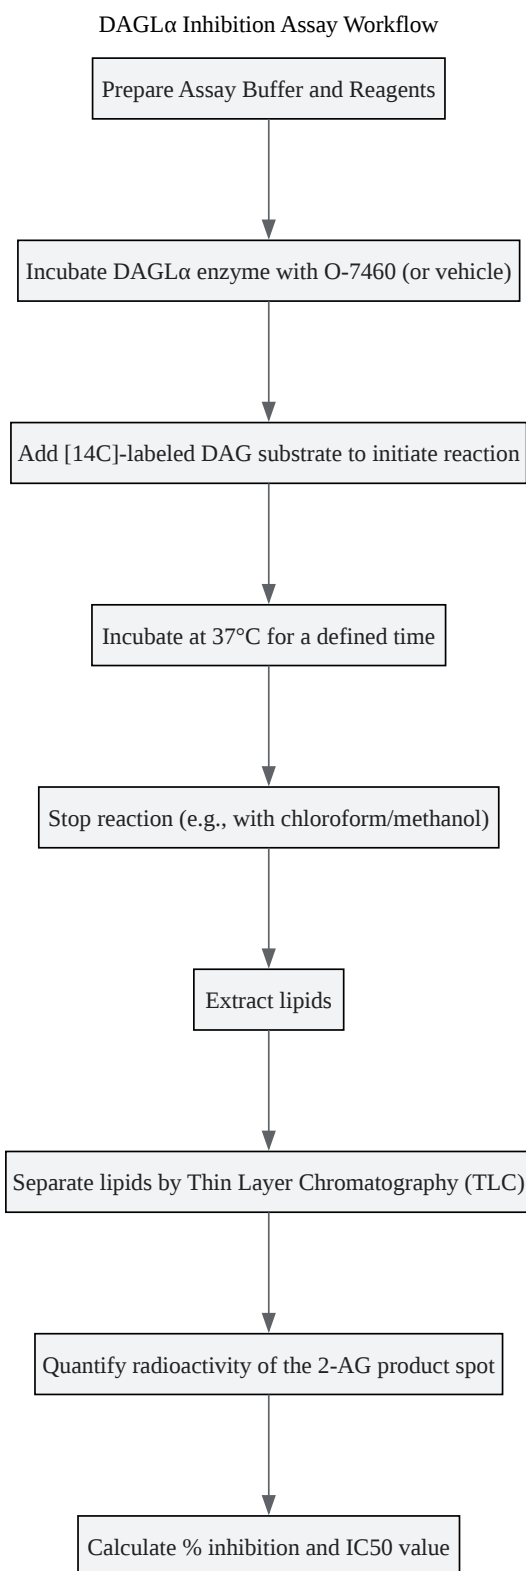 DAGLα Inhibition Assay Workflow
Prepare Assay Buffer and Reagents
Incubate DAGLα enzyme with O-7460 (or vehicle)
Add [14C]-labeled DAG substrate to initiate reaction
Incubate at 37°C for a defined time
Stop reaction (e.g., with chloroform/methanol)
Extract lipids
Separate lipids by Thin Layer Chromatography (TLC)
Quantify radioactivity of the 2-AG product spot
Calculate % inhibition and IC50 value